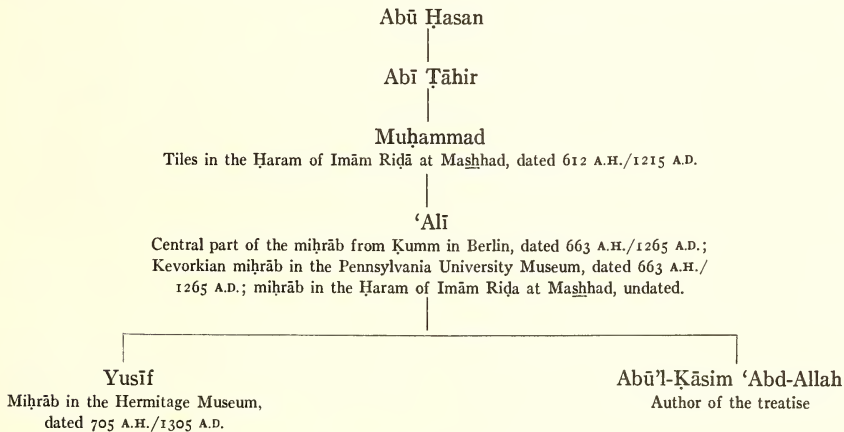 Abū Ḥasan
Abī Ṭāhir
Muḥammad
Tiles in the Ḥaram of Imām Riḍā at Mashhad, dated 612 A.H./1215 A.D.
‘Alī
Central part of the miḥrāb from Ḳumm in Berlin, dated 663 A.H./1265 A.D.;
Kevorkian miḥrāb in the Pennsylvania University Museum, dated 663 A.H./
1265 A.D.; miḥrāb in the Ḥaram of Imām Riḍa at Mashhad, undated.
Yusīf
Miḥrāb in the Hermitage Museum,
dated 705 A.H./1305 A.D.
Abū’l-Ḳāsim ‘Abd-Allah
Author of the treatise